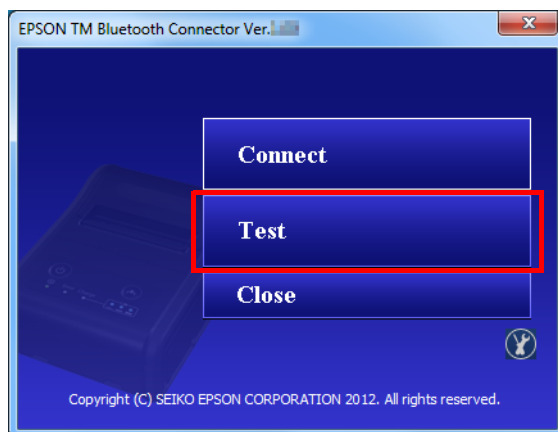 EPSON TM Bluetooth Connector Ver.
Connect
Test
Close
Copyright (C) SEIKO EPSON CORPORATION 2012. All rights reserved.